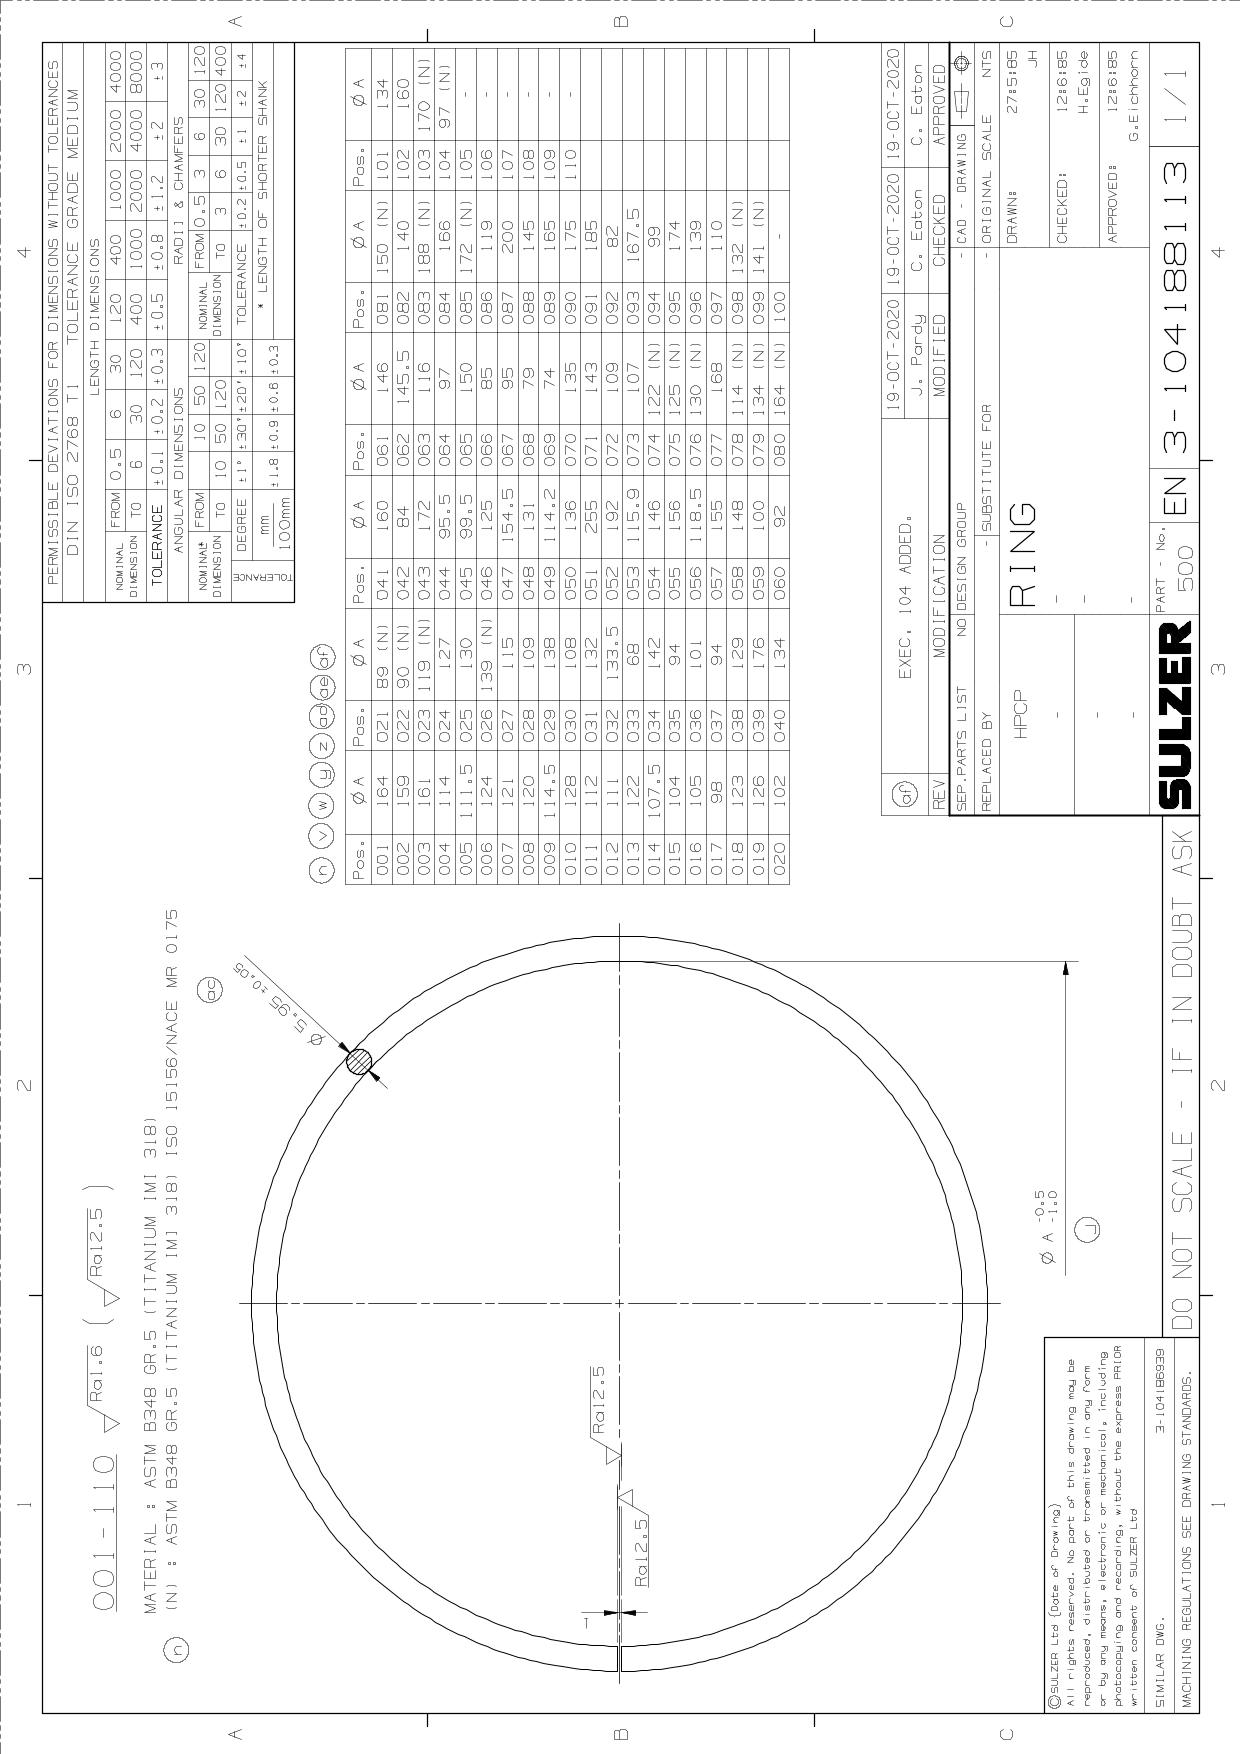 1 2 3 4
A
B
C
001-110 Ra1.6 ( Ra12.5 )
MATERIAL : ASTM B348 GR.5 (TITANIUM IMI 318)
(N) : ASTM B348 GR.5 (TITANIUM IMI 318) ISO 15156/NACE MR 0175
n
ac
Ø 5.95 ±0.05
Ra12.5
Ra12.5
1
Ø A -0.5 -1.0
J
PERMISSIBLE DEVIATIONS FOR DIMENSIONS WITHOUT TOLERANCES
DIN ISO 2768 T1 TOLERANCE GRADE MEDIUM
LENGTH DIMENSIONS
NOMINAL DIMENSION
FROM 0.5 6 30 120 400 1000 2000 4000
TO 6 30 120 400 1000 2000 4000 8000
TOLERANCE ±0.1 ±0.2 ±0.3 ±0.5 ±0.8 ±1.2 ±2 ±3
ANGULAR DIMENSIONS
NOMINAL* DIMENSION
FROM 10 50 120
TO 10 50 120 400
TOLERANCE
DEGREE ±1° ±30' ±20' ±10'
mm 100mm ±1.8 ±0.9 ±0.6 ±0.3
RADII & CHAMFERS
NOMINAL DIMENSION
FROM 0.5 3 6 30 120
TO 3 6 30 120 400
TOLERANCE ±0.2 ±0.5 ±1 ±2 ±4
* LENGTH OF SHORTER SHANK
n v w y z ad ae af
Pos. Ø A Pos. Ø A Pos. Ø A Pos. Ø A Pos. Ø A Pos. Ø A
001 164 021 89 (N) 041 160 061 146 081 150 (N) 101 134
002 159 022 90 (N) 042 84 062 145.5 082 140 102 160
003 161 023 119 (N) 043 172 063 116 083 188 (N) 103 170 (N)
004 114 024 127 044 95.5 064 97 084 166 104 97 (N)
005 111.5 025 130 045 99.5 065 150 085 172 (N) 105 -
006 124 026 139 (N) 046 125 066 85 086 119 106 -
007 121 027 115 047 154.5 067 95 087 200 107 -
008 120 028 109 048 131 068 79 088 145 108 -
009 114.5 029 138 049 114.2 069 74 089 165 109 -
010 128 030 108 050 136 070 135 090 175 110 -
011 112 031 132 051 255 071 143 091 185
012 111 032 133.5 052 92 072 109 092 82
013 122 033 68 053 115.9 073 107 093 167.5
014 107.5 034 142 054 146 074 122 (N) 094 99
015 104 035 94 055 156 075 125 (N) 095 174
016 105 036 101 056 118.5 076 130 (N) 096 139
017 98 037 94 057 155 077 168 097 110
018 123 038 129 058 148 078 114 (N) 098 132 (N)
019 126 039 176 059 100 079 134 (N) 099 141 (N)
020 102 040 134 060 92 080 164 (N) 100 -
af EXEC. 104 ADDED. 19-OCT-2020 19-OCT-2020 19-OCT-2020
J. Pardy C. Eaton C. Eaton
REV MODIFICATION MODIFIED CHECKED APPROVED
SEP.PARTS LIST NO DESIGN GROUP - CAD - DRAWING
REPLACED BY - SUBSTITUTE FOR - ORIGINAL SCALE NTS
HPCP
-
-
-
RING
-
-
-
DRAWN: 27:5:85
JH
CHECKED: 12:6:85
H.Egide
APPROVED: 12:6:85
G.Eichhorn
SULZER
PART - No.
500
EN 3-104188113 1/1
©SULZER Ltd (Date of Drawing)
All rights reserved. No part of this drawing may be
reproduced, distributed or transmitted in any form
or by any means, electronic or mechanical, including
photocopying and recording, without the express PRIOR
written consent of SULZER Ltd
SIMILAR DWG. 3-104186939
MACHINING REGULATIONS SEE DRAWING STANDARDS.
DO NOT SCALE - IF IN DOUBT ASK
A
B
C
1 2 3 4